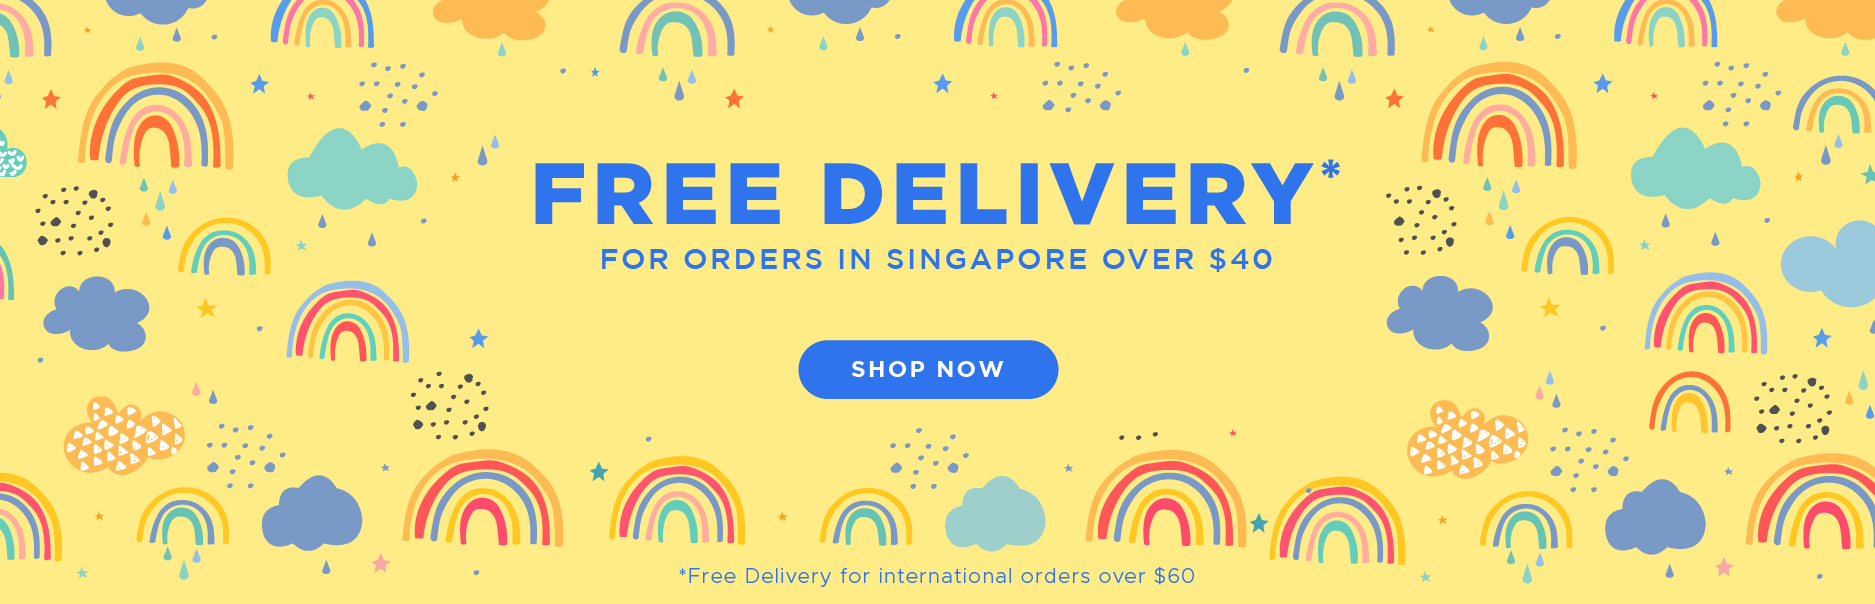 FREE DELIVERY*
FOR ORDERS IN SINGAPORE OVER $40
SHOP NOW
*Free Delivery for international orders over $60